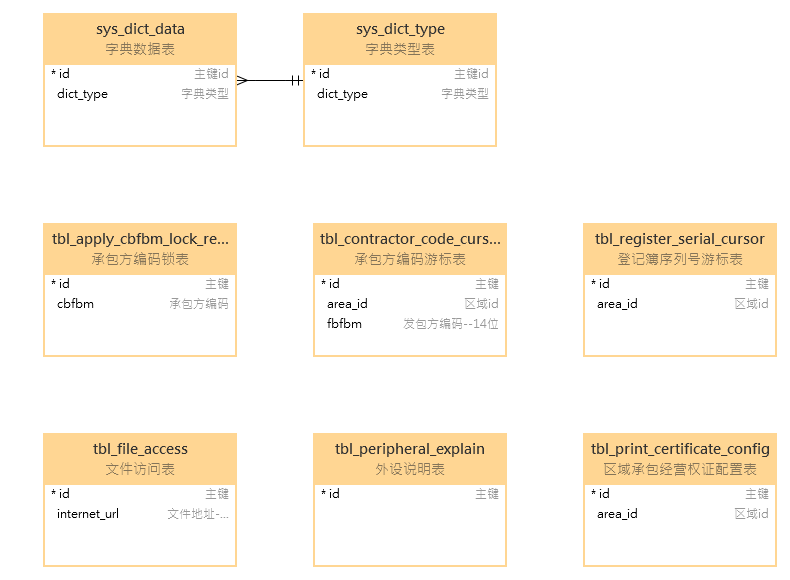 sys_dict_data
字典数据表
* id 主键id
dict_type 字典类型
sys_dict_type
字典类型表
* id 主键id
dict_type 字典类型
tbl_apply_cbfbm_lock_re...
承包方编码锁表
* id 主键
cbfbm 承包方编码
tbl_contractor_code_curs...
承包方编码游标表
* id 主键
area_id 区域id
fbfbm 发包方编码--14位
tbl_register_serial_cursor
登记簿序列号游标表
* id 主键
area_id 区域id
tbl_file_access
文件访问表
* id 主键
internet_url 文件地址-...
tbl_peripheral_explain
外设说明表
* id 主键
tbl_print_certificate_config
区域承包经营权证配置表
* id 主键
area_id 区域id